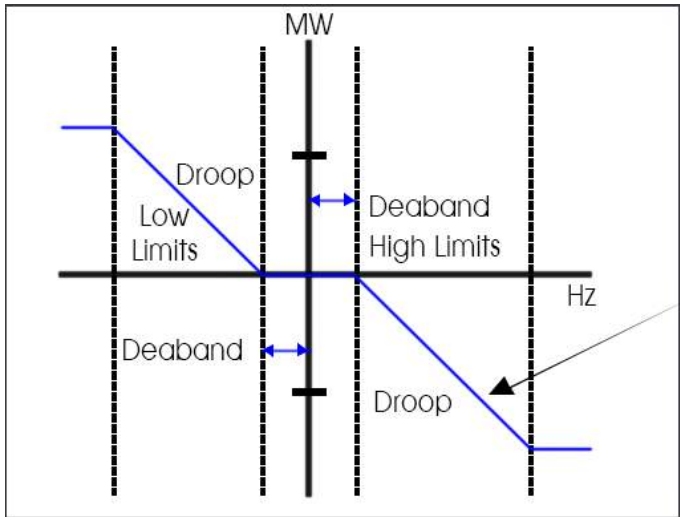 MW
Droop
Low
Limits
Deaband
High Limits
Hz
Deaband
Droop